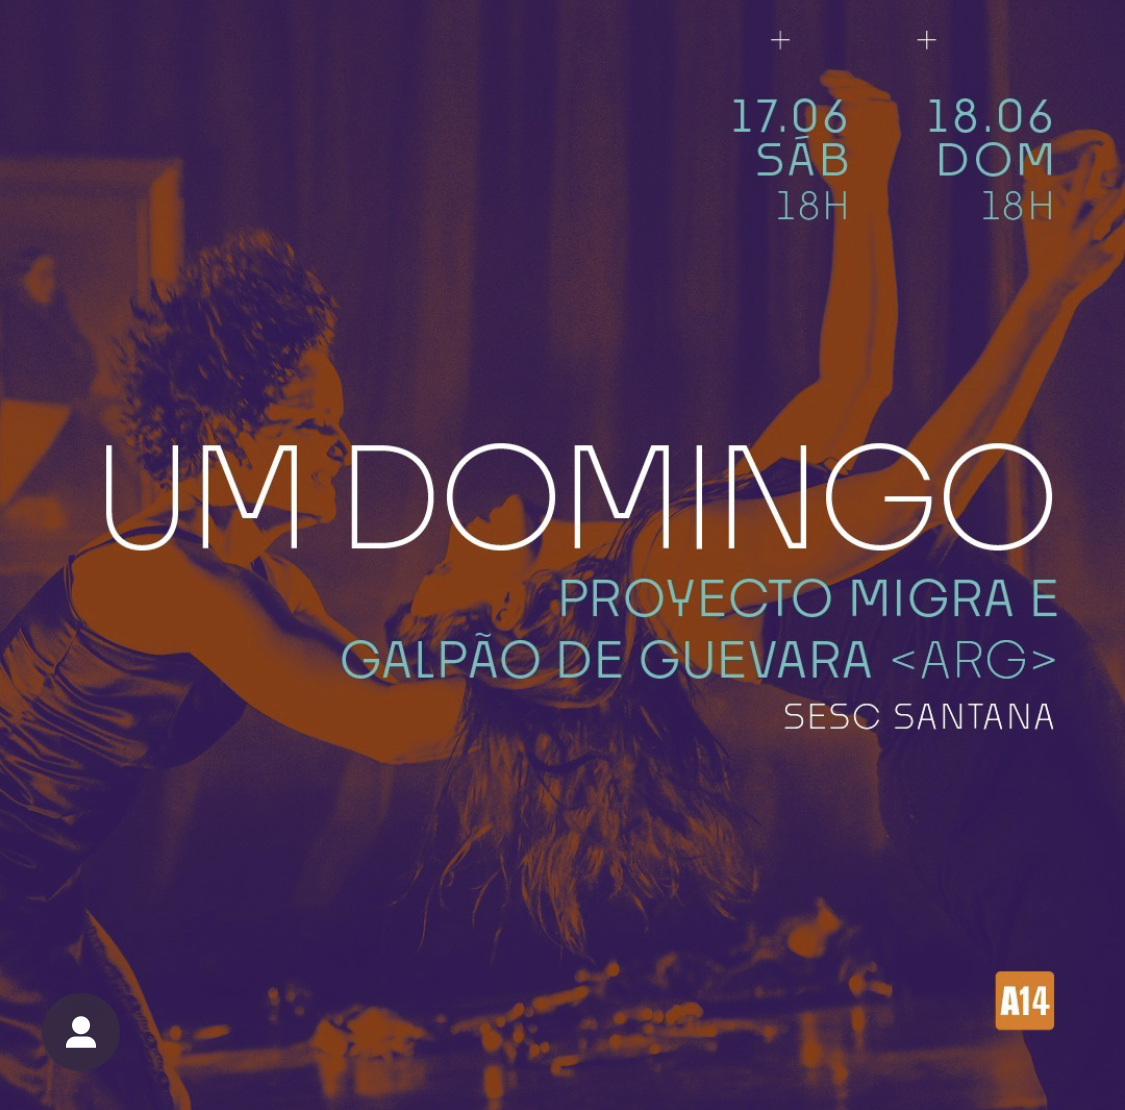 17.06
SÁB
18H
18.06
DOM
18H
UM DOMINGO
PROYECTO MIGRA E
GALPÃO DE GUEVARA <ARG>
SESC SANTANA
A14